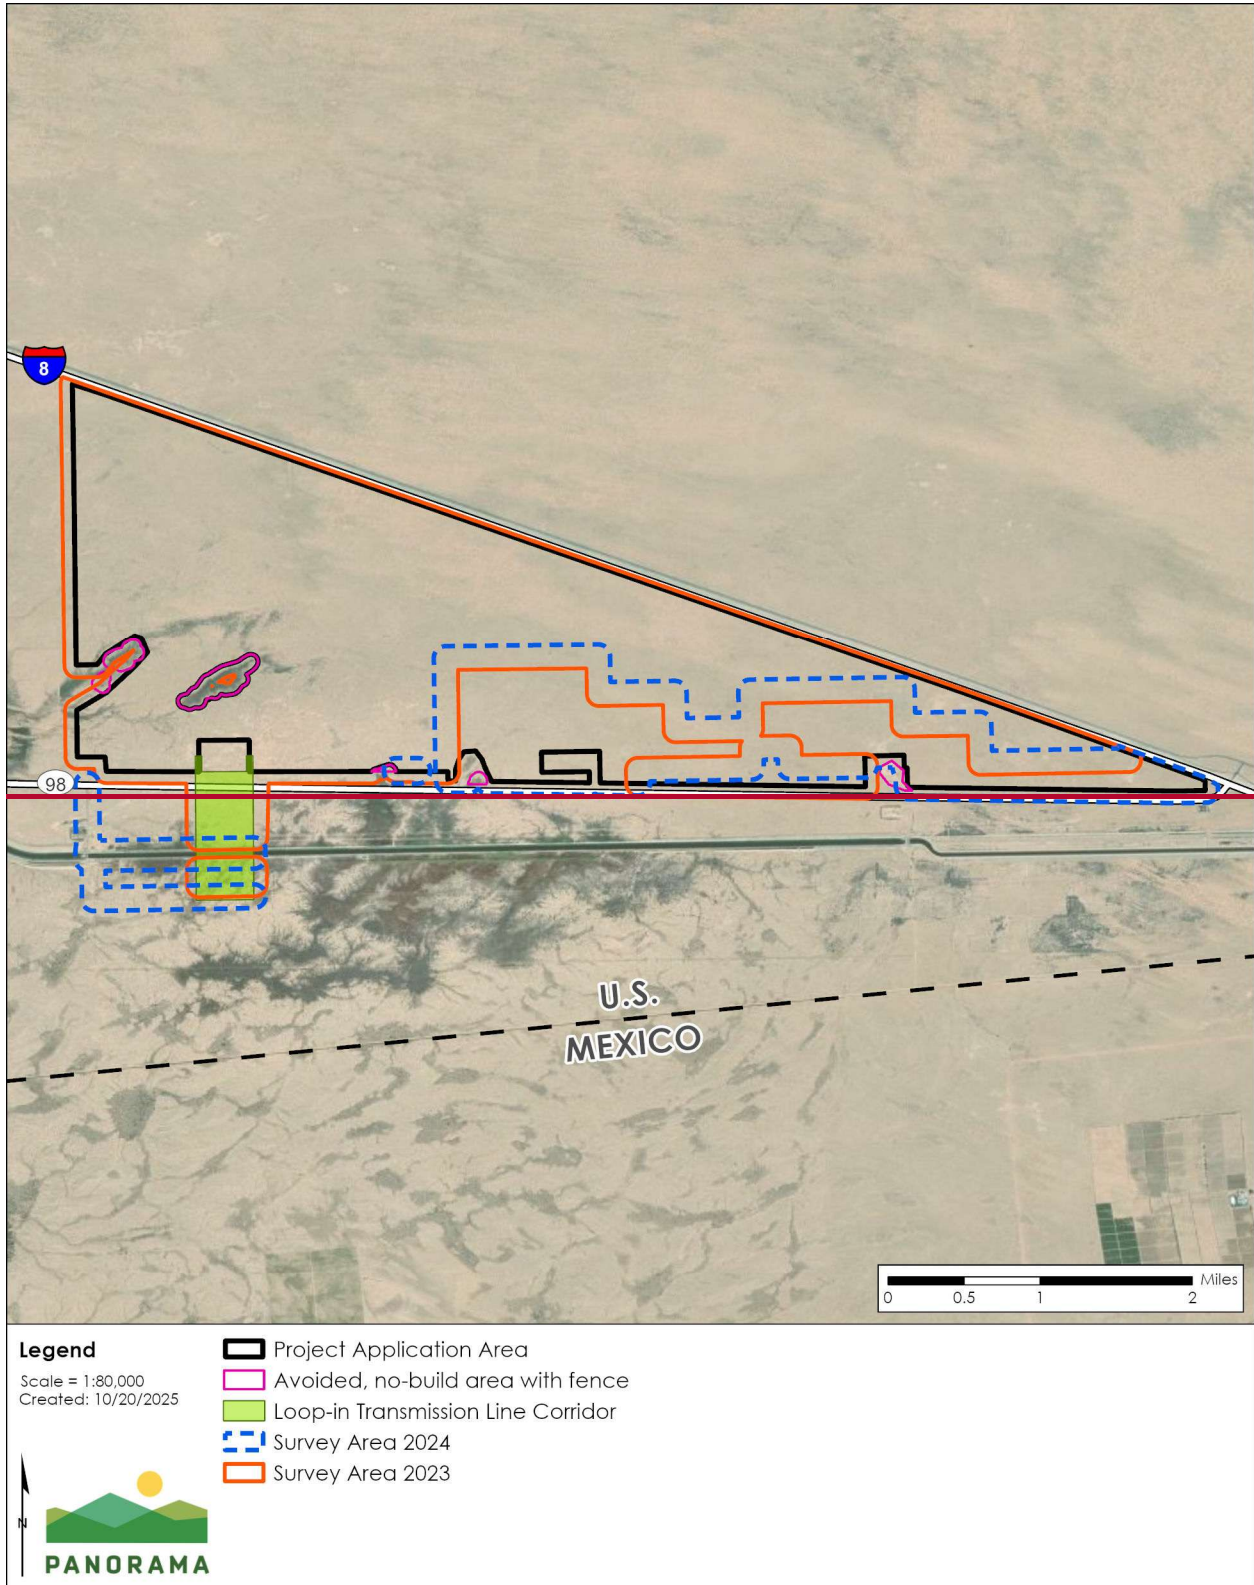 8
98
U.S.
MEXICO
Miles
0 0.5 1 2
Legend
Scale = 1:80,000
Created: 10/20/2025
Project Application Area
Avoided, no-build area with fence
Loop-in Transmission Line Corridor
Survey Area 2024
Survey Area 2023
N
PANORAMA